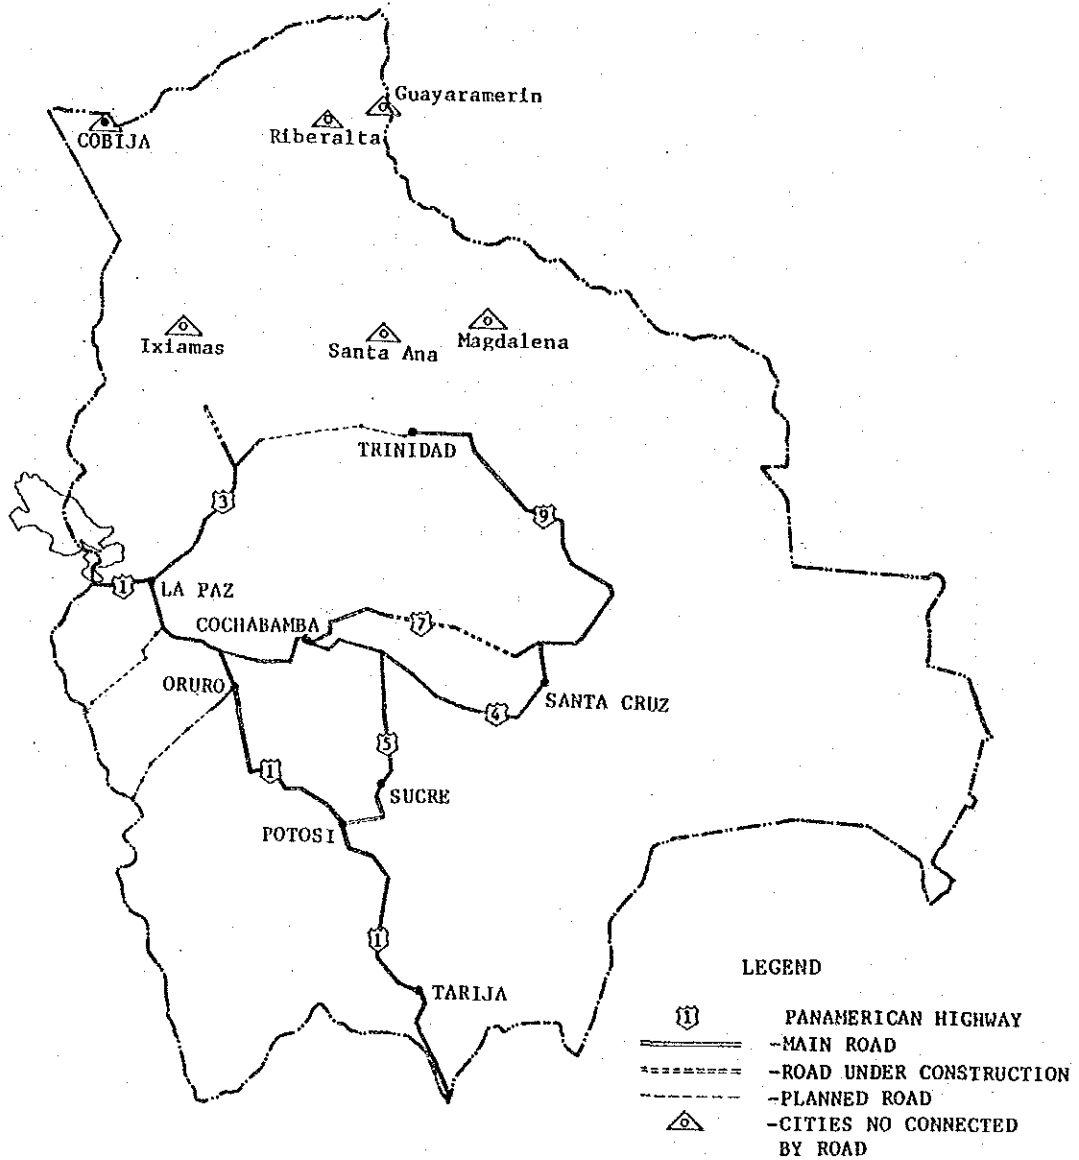 Guayaramerín
COBIJA
Riberalta
Ixiamas
Santa Ana
Magdalena
TRINIDAD
3
9
1
LA PAZ
COCHABAMBA
7
ORURO
SANTA CRUZ
4
5
1
SUCRE
POTOSI
1
TARIJA
LEGEND
1 PANAMERICAN HIGHWAY
-MAIN ROAD
-ROAD UNDER CONSTRUCTION
-PLANNED ROAD
-CITIES NO CONNECTED
BY ROAD